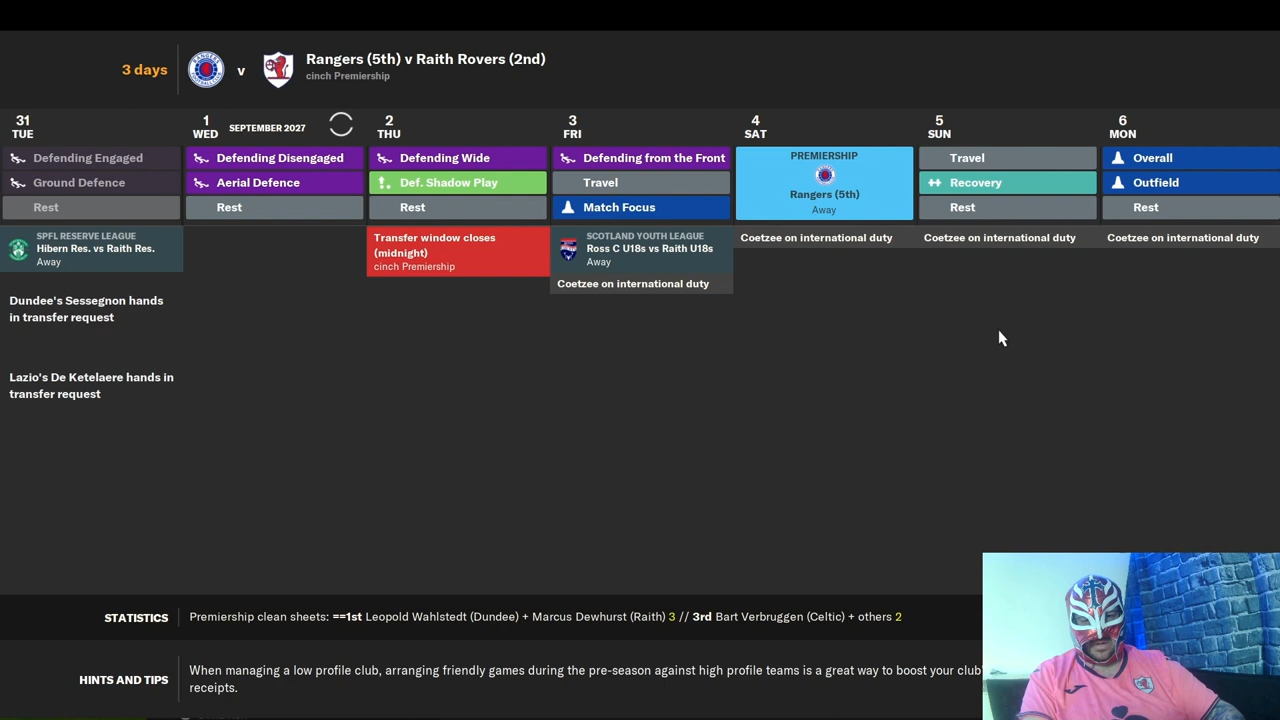 3 days
v
Rangers (5th) v Raith Rovers (2nd)
cinch Premiership
31
TUE
1
WED
SEPTEMBER 2027
2
THU
3
FRI
4
SAT
5
SUN
6
MON
Defending Engaged
Ground Defence
Rest
Defending Disengaged
Aerial Defence
Rest
Defending Wide
Def. Shadow Play
Rest
Defending from the Front
Travel
Match Focus
PREMIERSHIP
Rangers (5th)
Away
Travel
Recovery
Rest
Overall
Outfield
Rest
SPFL RESERVE LEAGUE
Hibern Res. vs Raith Res.
Away
Transfer window closes
(midnight)
cinch Premiership
SCOTLAND YOUTH LEAGUE
Ross C U18s vs Raith U18s
Away
Coetzee on international duty
Coetzee on international duty
Coetzee on international duty
Coetzee on international duty
Dundee's Sessegnon hands
in transfer request
Lazio's De Ketelaere hands in
transfer request
STATISTICS
Premiership clean sheets: ==1st Leopold Wahlstedt (Dundee) + Marcus Dewhurst (Raith) 3 // 3rd Bart Verbruggen (Celtic) + others 2
HINTS AND TIPS
When managing a low profile club, arranging friendly games during the pre-season against high profile teams is a great way to boost your club'
receipts.